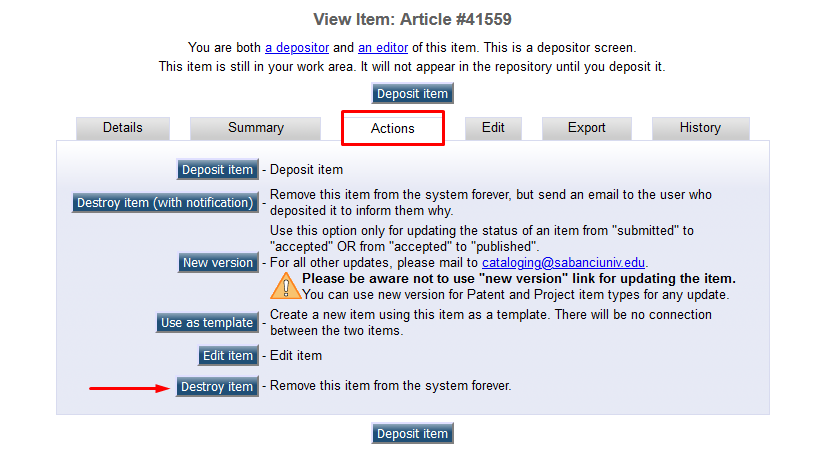 View Item: Article #41559
You are both a depositor and an editor of this item. This is a depositor screen.
This item is still in your work area. It will not appear in the repository until you deposit it.
Deposit item
Details Summary Actions Edit Export History
Deposit item - Deposit item
Destroy item (with notification) - Remove this item from the system forever, but send an email to the user who
deposited it to inform them why.
Use this option only for updating the status of an item from "submitted" to
"accepted" OR from "accepted" to "published".
New version - For all other updates, please mail to cataloging@sabanciuniv.edu.
Please be aware not to use "new version" link for updating the item.
You can use new version for Patent and Project item types for any update.
Use as template - Create a new item using this item as a template. There will be no connection
between the two items.
Edit item - Edit item
Destroy item - Remove this item from the system forever.
Deposit item